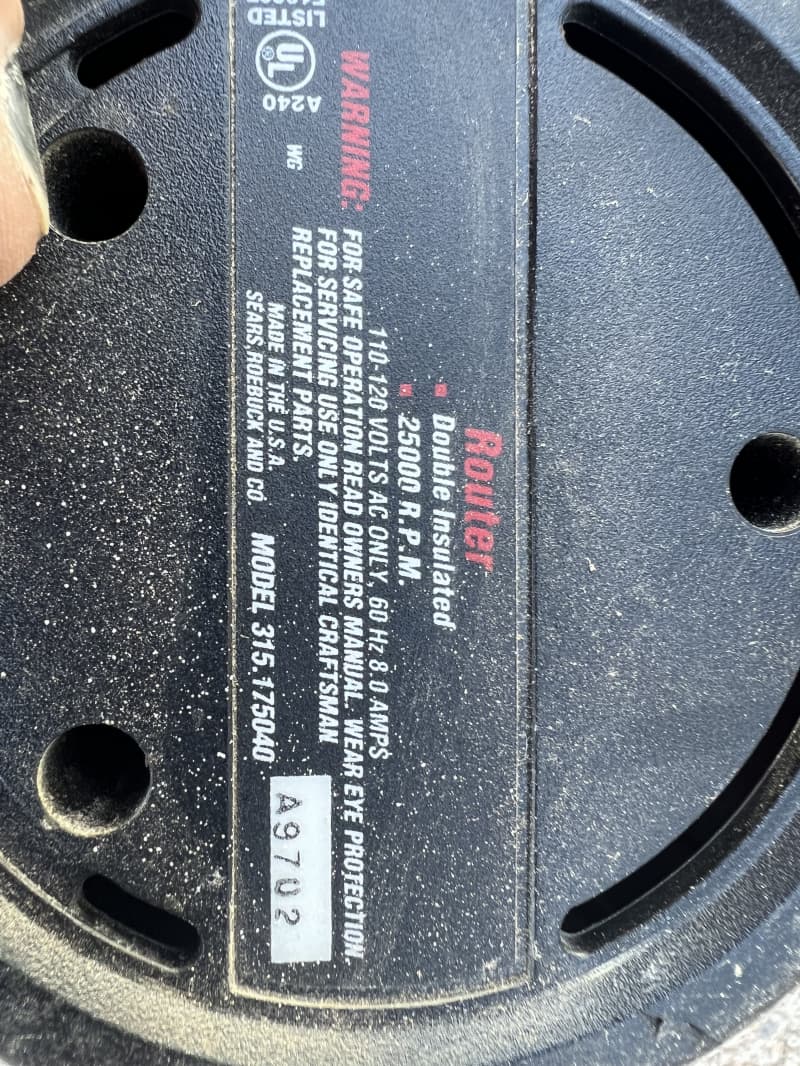 Router
▪ Double Insulated
▪ 25000 R.P.M.
110-120 VOLTS AC ONLY, 60 Hz 8.0 AMPS
WARNING: FOR SAFE OPERATION READ OWNERS MANUAL. WEAR EYE PROTECTION.
FOR SERVICING USE ONLY IDENTICAL CRAFTSMAN
REPLACEMENT PARTS.
MADE IN THE U.S.A.
SEARS, ROEBUCK AND CO.
MODEL 315.175040
A9702
WG
A240
UL
®
LISTED